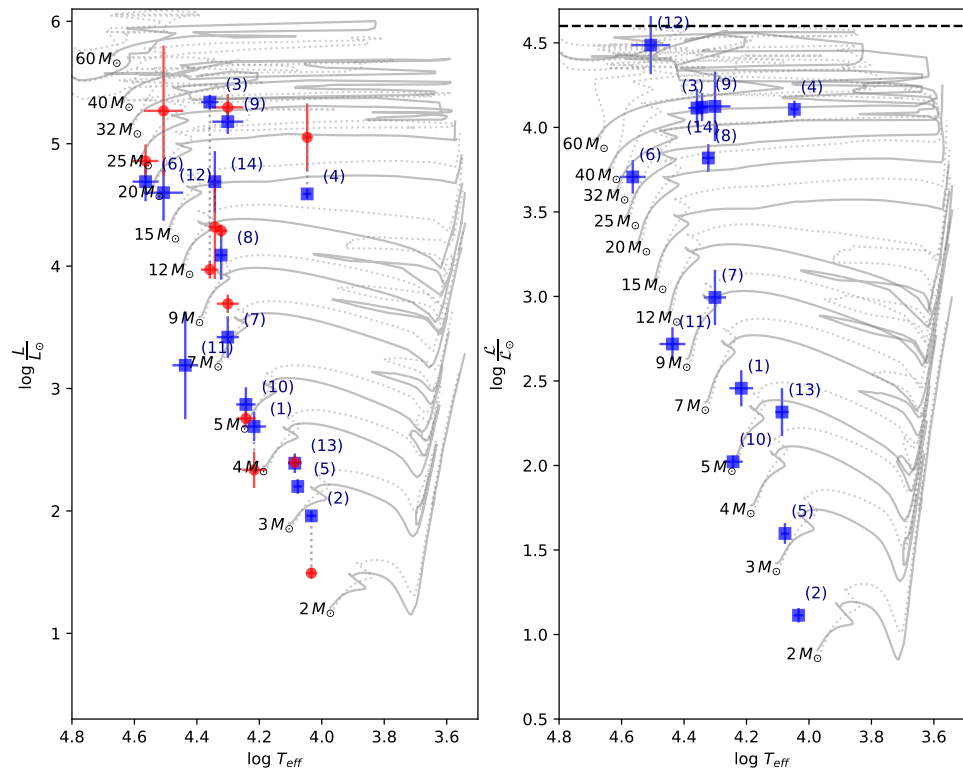 6
5
4
3
2
1
4.8
4.6
4.4
4.2
4.0
3.8
3.6
log T_eff
log L/L⊙
60 M⊙
40 M⊙
32 M⊙
25 M⊙
20 M⊙
15 M⊙
12 M⊙
9 M⊙
7 M⊙
5 M⊙
4 M⊙
3 M⊙
2 M⊙
(3)
(9)
(6)
(12)
(14)
(4)
(8)
(7)
(11)
(10)
(1)
(13)
(5)
(2)
4.5
4.0
3.5
3.0
2.5
2.0
1.5
1.0
0.5
4.8
4.6
4.4
4.2
4.0
3.8
3.6
log T_eff
log ℒ/ℒ⊙
60 M⊙
40 M⊙
32 M⊙
25 M⊙
20 M⊙
15 M⊙
12 M⊙
9 M⊙
7 M⊙
5 M⊙
4 M⊙
3 M⊙
2 M⊙
(12)
(3)
(9)
(4)
(14)
(8)
(6)
(7)
(11)
(1)
(13)
(10)
(5)
(2)